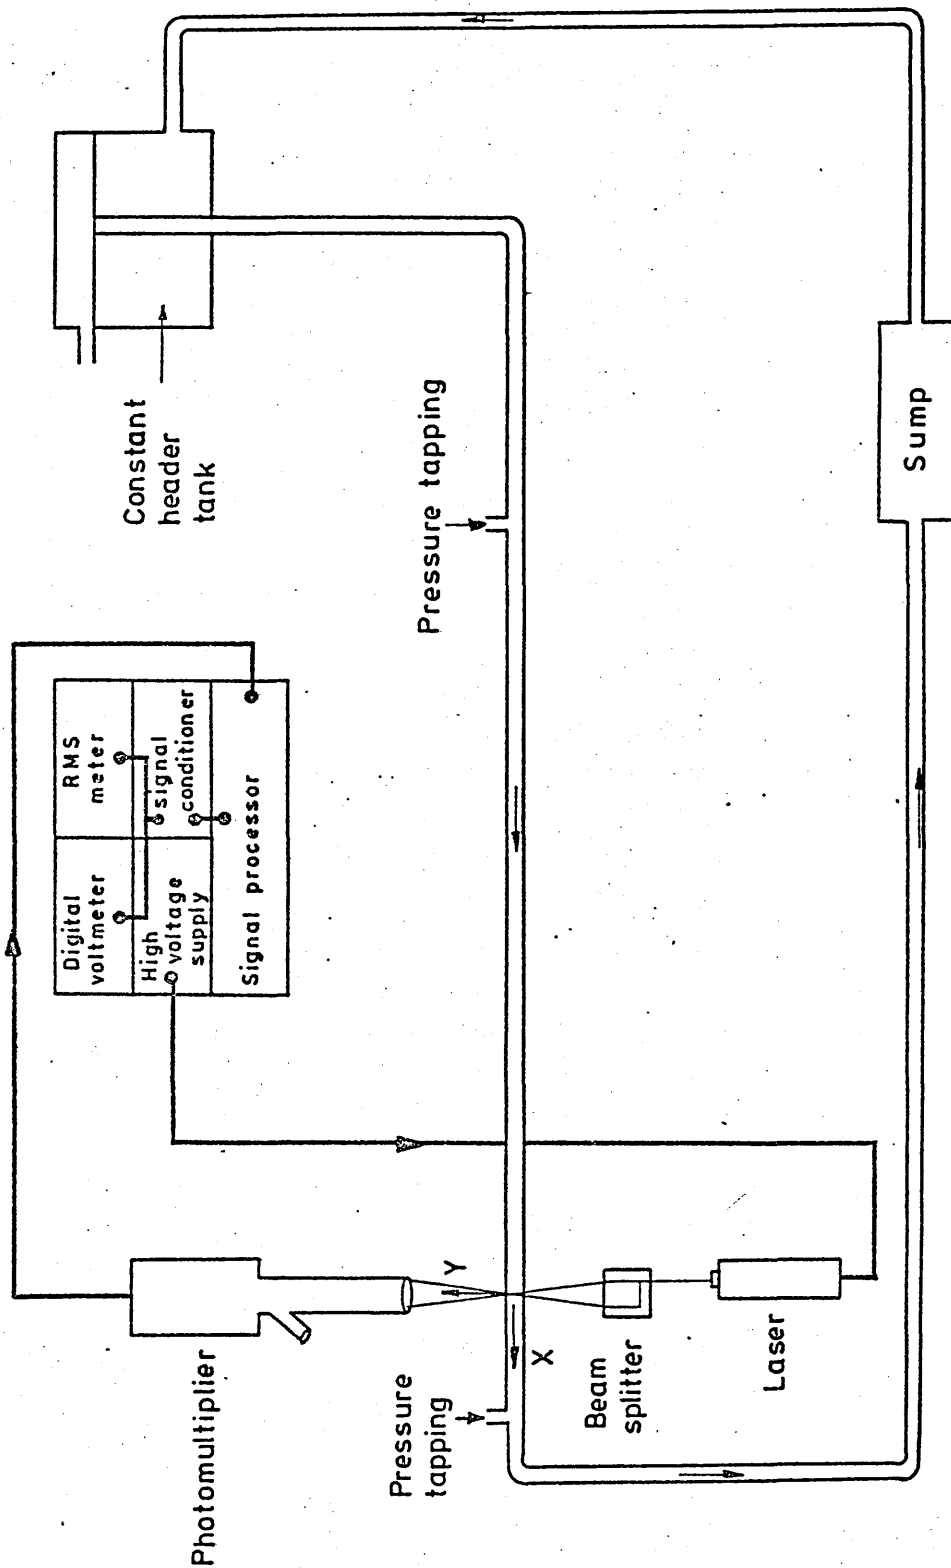 Photomultiplier
Digital
voltmeter
RMS
meter
High
voltage
supply
signal
conditioner
Signal processor
Constant
header
tank
Pressure
tapping
Pressure tapping
Y
X
Beam
splitter
Laser
Sump